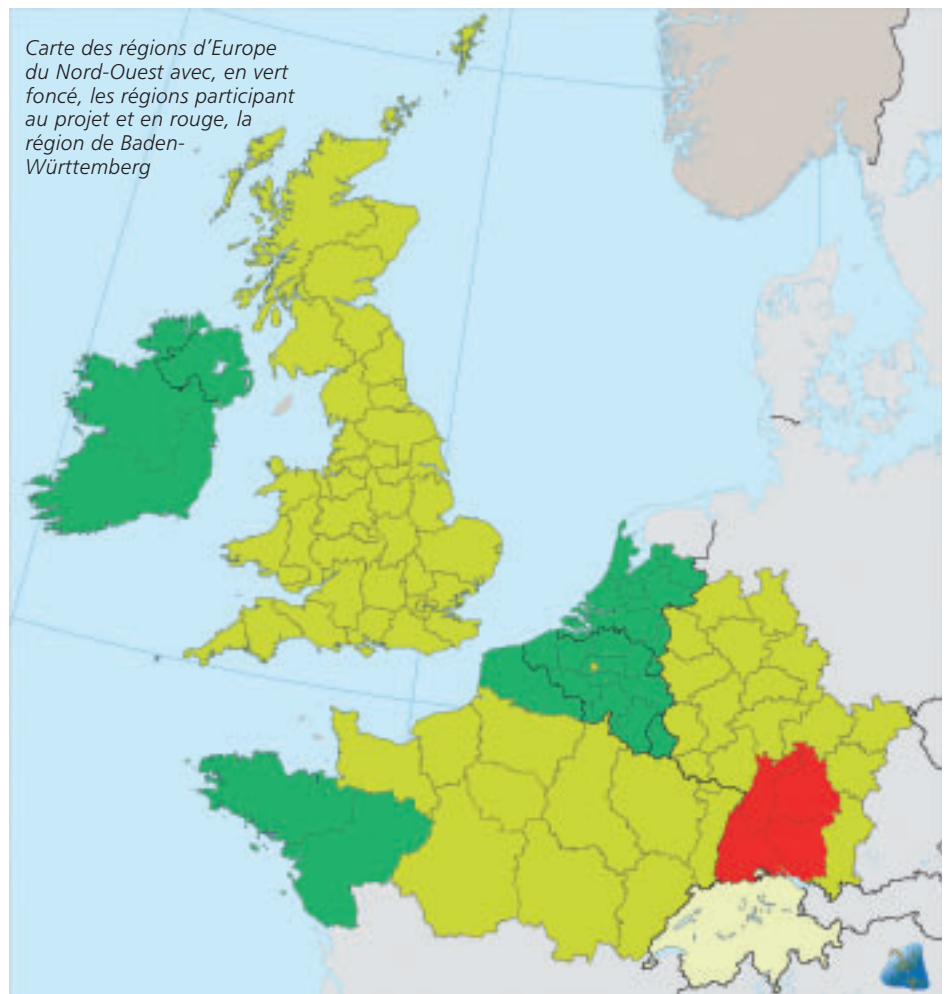 Carte des régions d’Europe
du Nord-Ouest avec, en vert
foncé, les régions participant
au projet et en rouge, la
région de Baden-
Württemberg